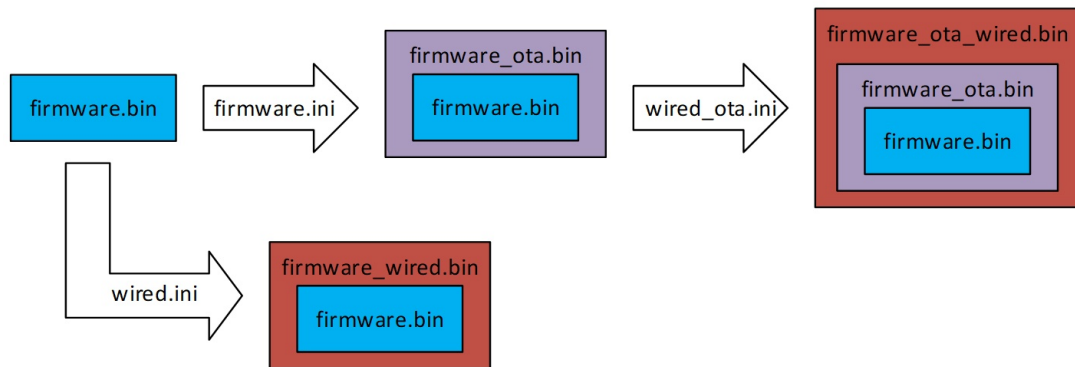 firmware.bin
firmware.ini
firmware_ota.bin
firmware.bin
wired_ota.ini
firmware_ota_wired.bin
firmware_ota.bin
firmware.bin
wired.ini
firmware_wired.bin
firmware.bin